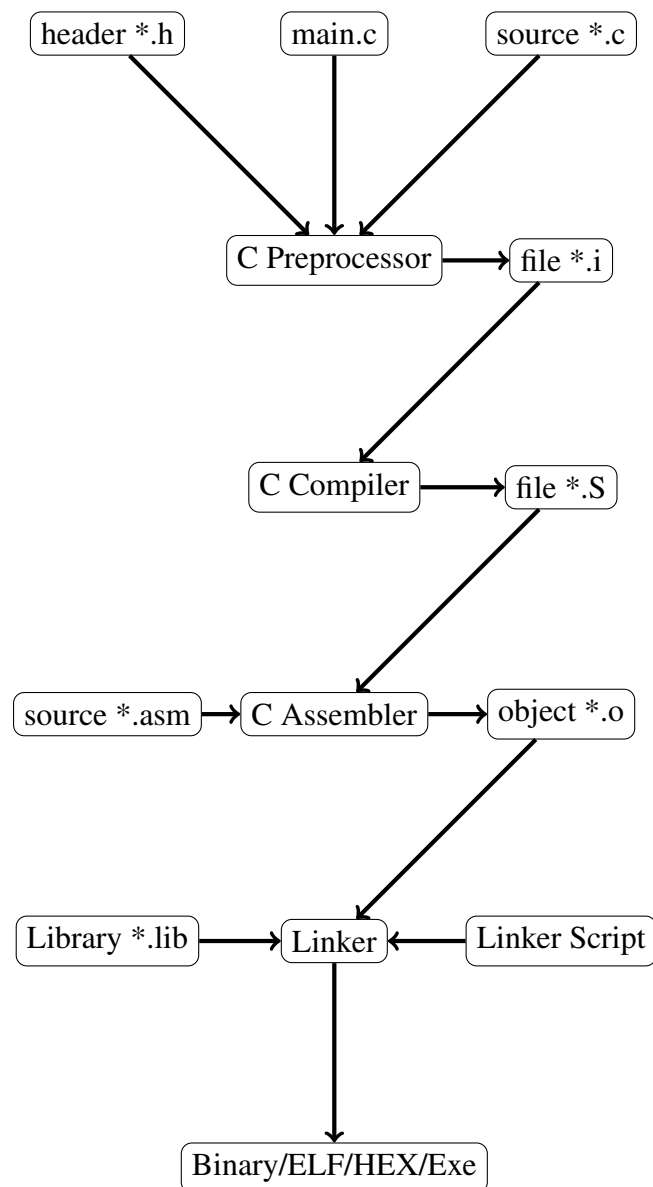 header *.h
main.c
source *.c
C Preprocessor
file *.i
C Compiler
file *.S
source *.asm
C Assembler
object *.o
Library *.lib
Linker
Linker Script
Binary/ELF/HEX/Exe